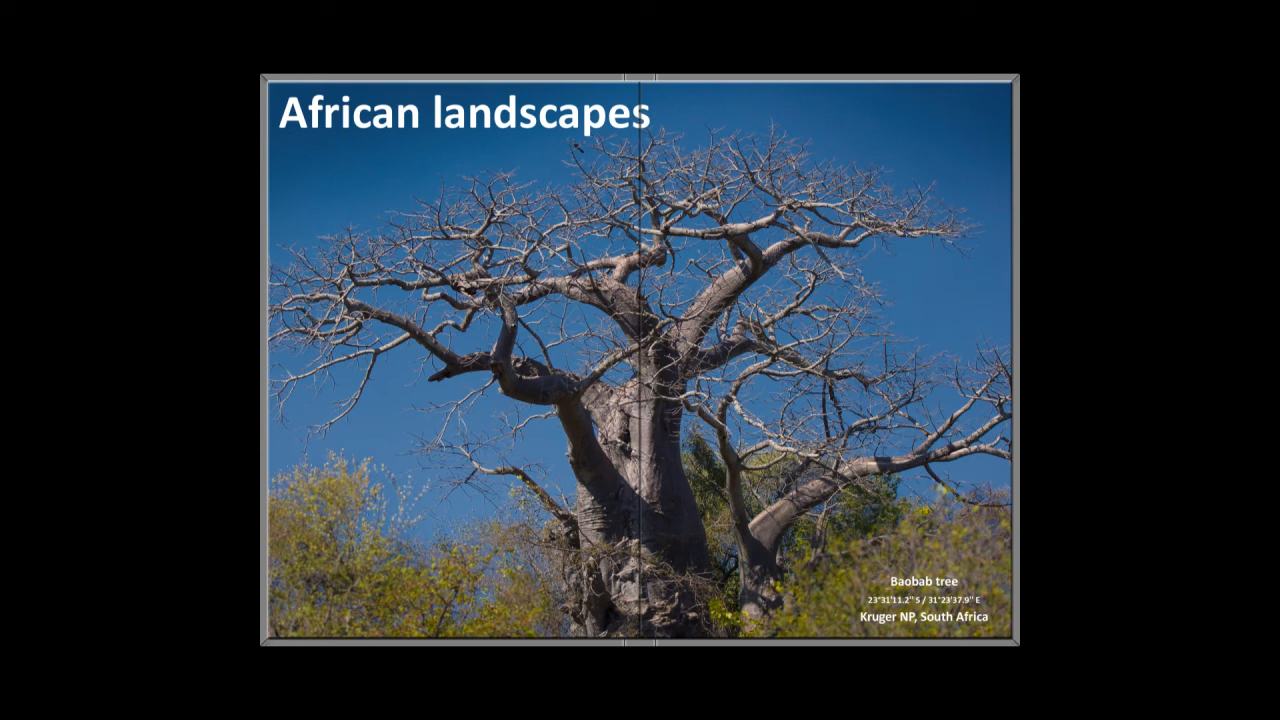 African landscapes
Baobab tree
23°31'11.2'' S / 31°23'37.9'' E
Kruger NP, South Africa